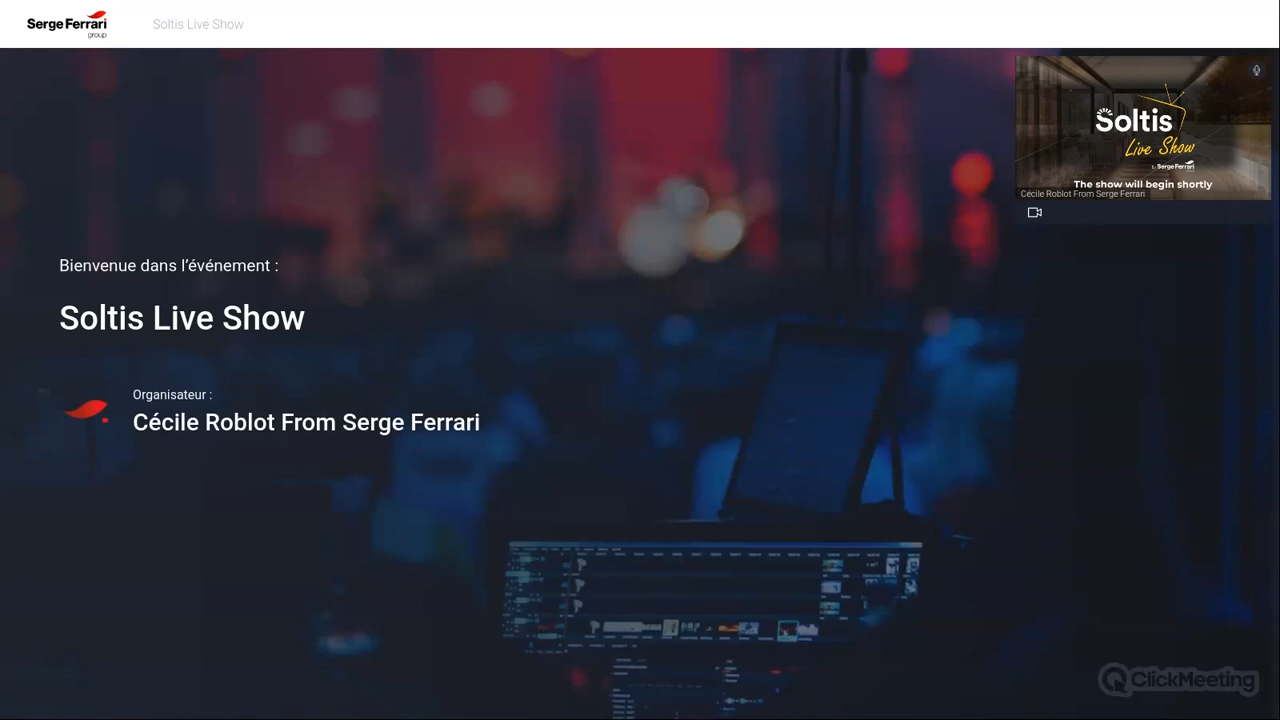 Serge Ferrari
group
Soltis Live Show
Soltis
Live Show
Serge Ferrari
The show will begin shortly
Cécile Roblot From Serge Ferrari
Bienvenue dans l’événement :
Soltis Live Show
Organisateur :
Cécile Roblot From Serge Ferrari
ClickMeeting